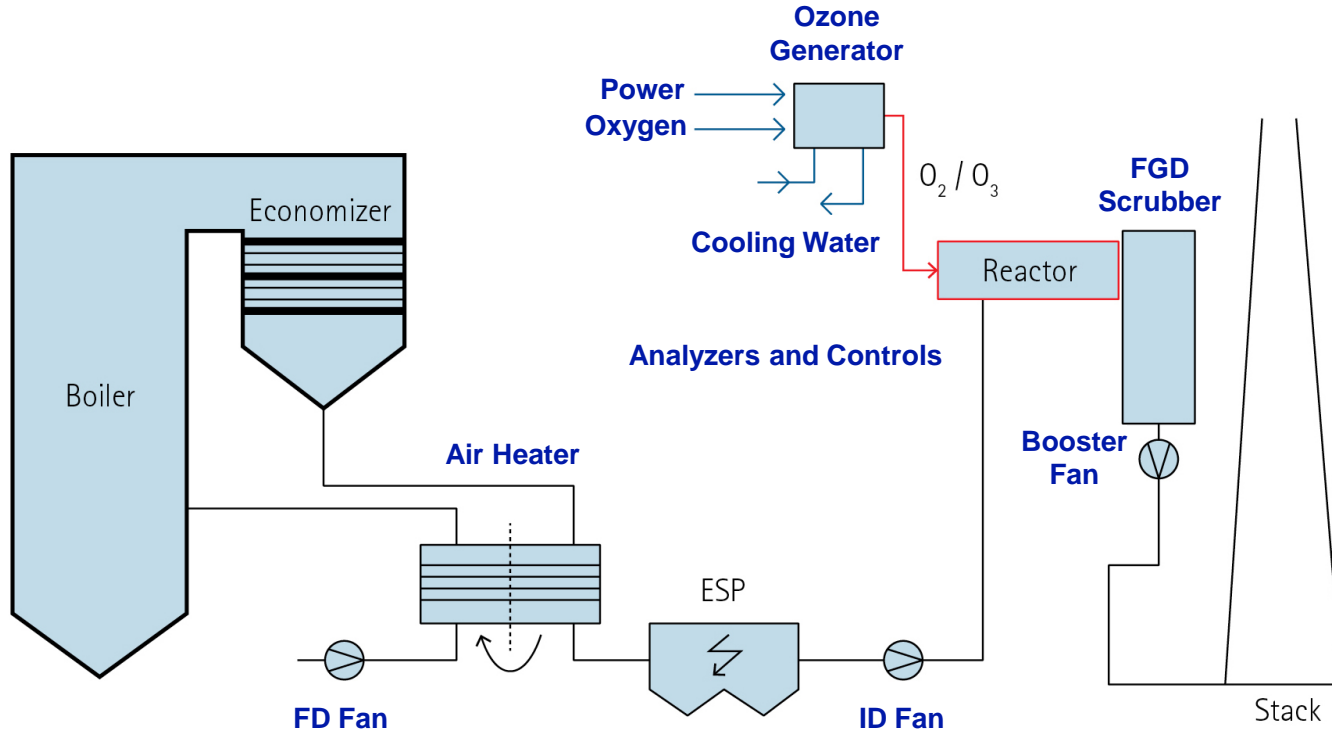 Ozone
Generator
Power
Oxygen
O₂ / O₃
FGD
Scrubber
Economizer
Cooling Water
Reactor
Analyzers and Controls
Boiler
Air Heater
Booster
Fan
ESP
FD Fan
ID Fan
Stack